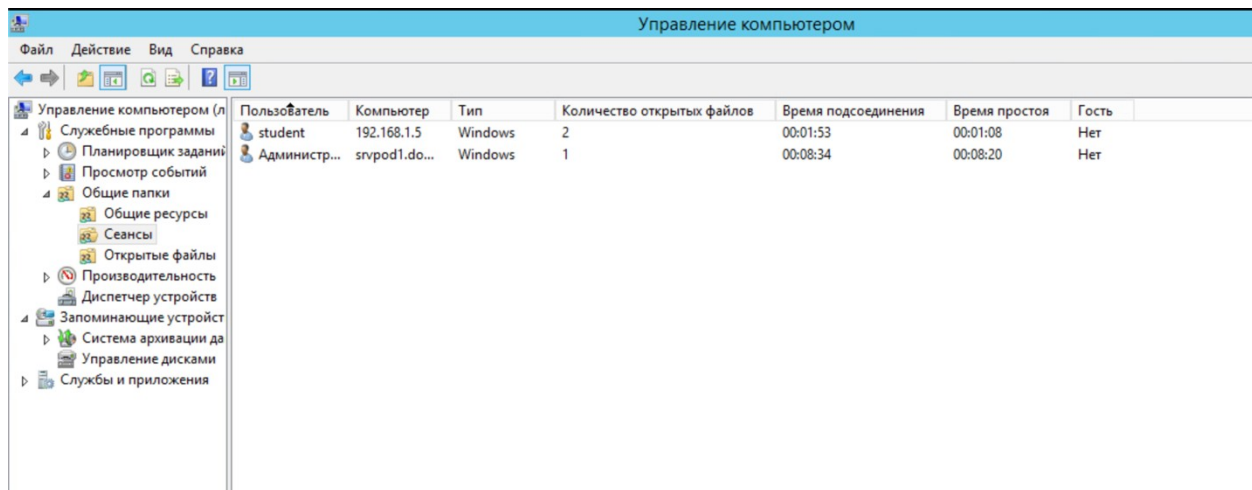 Управление компьютером
Файл Действие Вид Справка
Управление компьютером (л
Служебные программы
Планировщик заданий
Просмотр событий
Общие папки
Общие ресурсы
Сеансы
Открытые файлы
Производительность
Диспетчер устройств
Запоминающие устройст
Система архивации да
Управление дисками
Службы и приложения
Пользователь Компьютер Тип Количество открытых файлов Время подсоединения Время простоя Гость
student 192.168.1.5 Windows 2 00:01:53 00:01:08 Нет
Администр... srvpod1.do... Windows 1 00:08:34 00:08:20 Нет